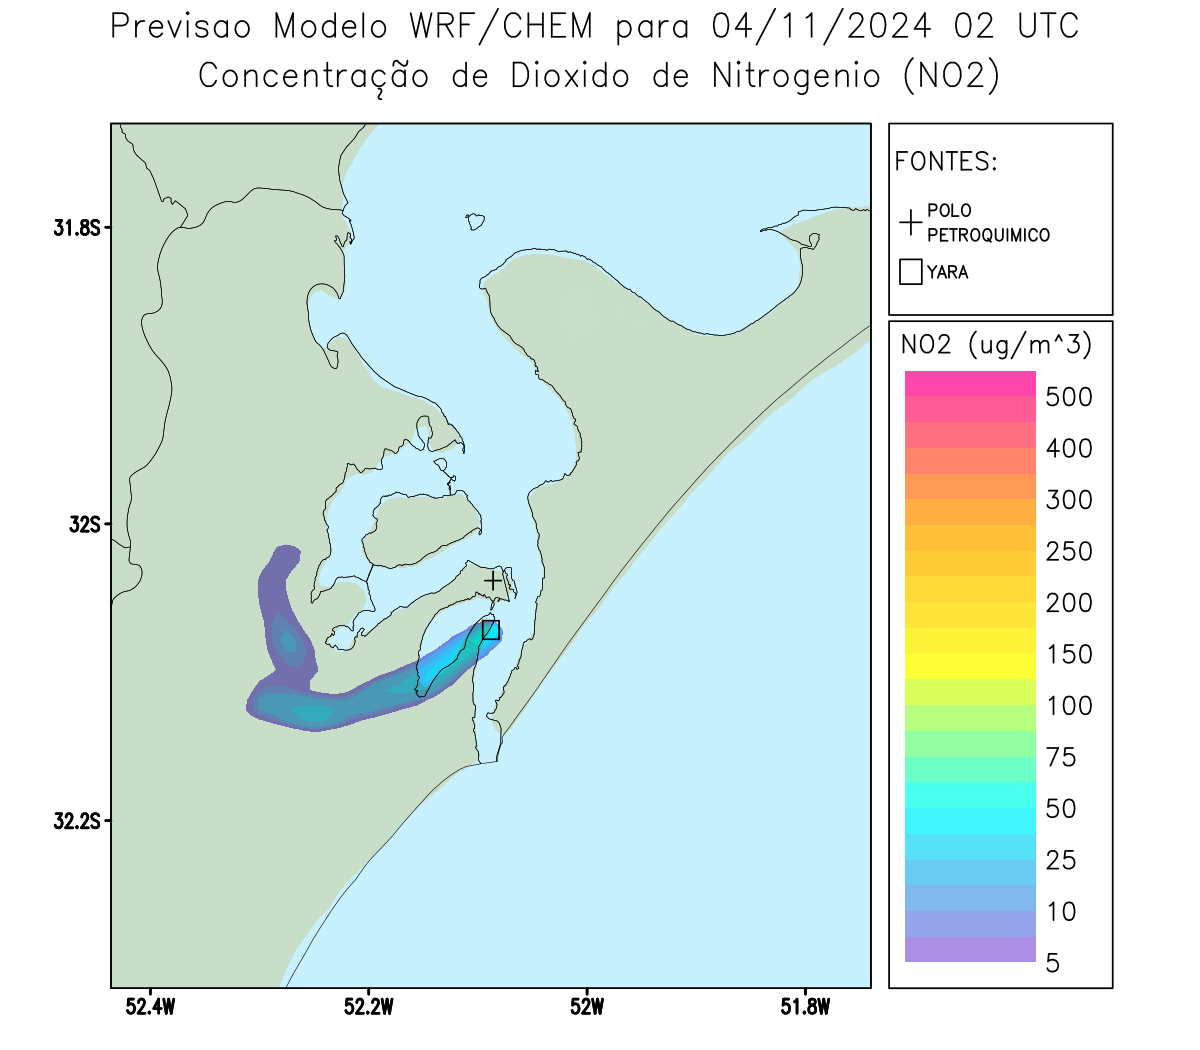 Previsao Modelo WRF/CHEM para 04/11/2024 02 UTC
Concentração de Dioxido de Nitrogenio (NO2)
FONTES:
POLO
PETROQUIMICO
YARA
NO2 (ug/m^3)
500
400
300
250
200
150
100
75
50
25
10
5
31.8S
32S
32.2S
52.4W
52.2W
52W
51.8W